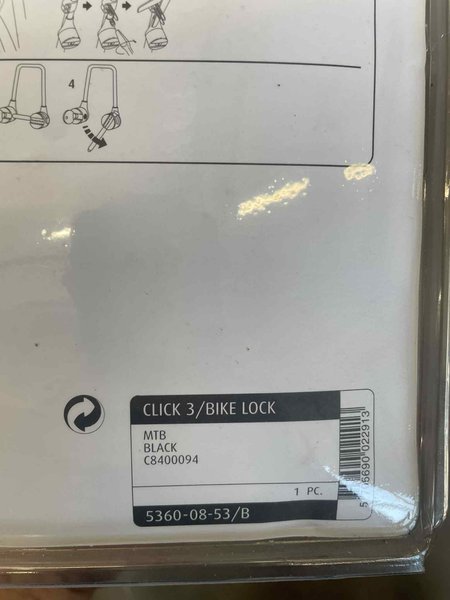 4
CLICK 3/BIKE LOCK
MTB
BLACK
C8400094
1 PC.
5360-08-53/B